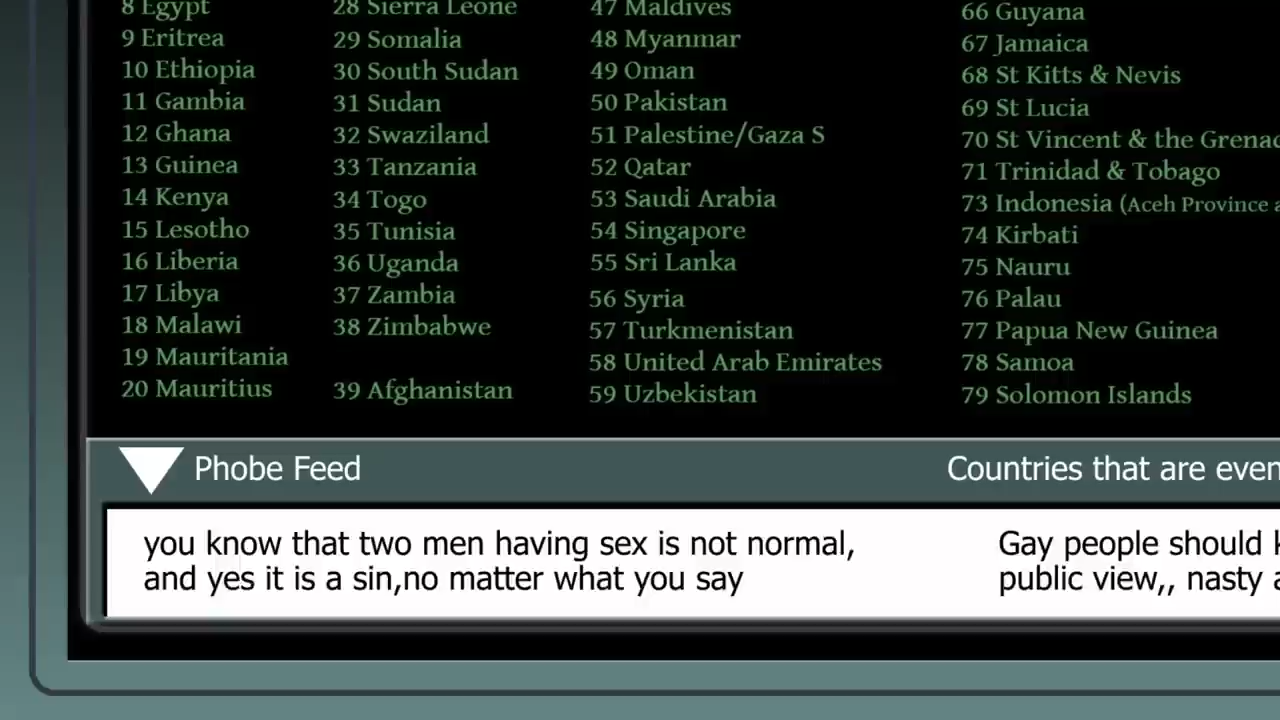 8 Egypt
9 Eritrea
10 Ethiopia
11 Gambia
12 Ghana
13 Guinea
14 Kenya
15 Lesotho
16 Liberia
17 Libya
18 Malawi
19 Mauritania
20 Mauritius
28 Sierra Leone
29 Somalia
30 South Sudan
31 Sudan
32 Swaziland
33 Tanzania
34 Togo
35 Tunisia
36 Uganda
37 Zambia
38 Zimbabwe
39 Afghanistan
47 Maldives
48 Myanmar
49 Oman
50 Pakistan
51 Palestine/Gaza S
52 Qatar
53 Saudi Arabia
54 Singapore
55 Sri Lanka
56 Syria
57 Turkmenistan
58 United Arab Emirates
59 Uzbekistan
66 Guyana
67 Jamaica
68 St Kitts & Nevis
69 St Lucia
70 St Vincent & the Grenad
71 Trinidad & Tobago
73 Indonesia (Aceph Province
74 Kirbati
75 Nauru
76 Palau
77 Papua New Guinea
78 Samoa
79 Solomon Islands
Phobe Feed
Countries that are even
you know that two men having sex is not normal,
and yes it is a sin,no matter what you say
Gay people should
public view,, nasty